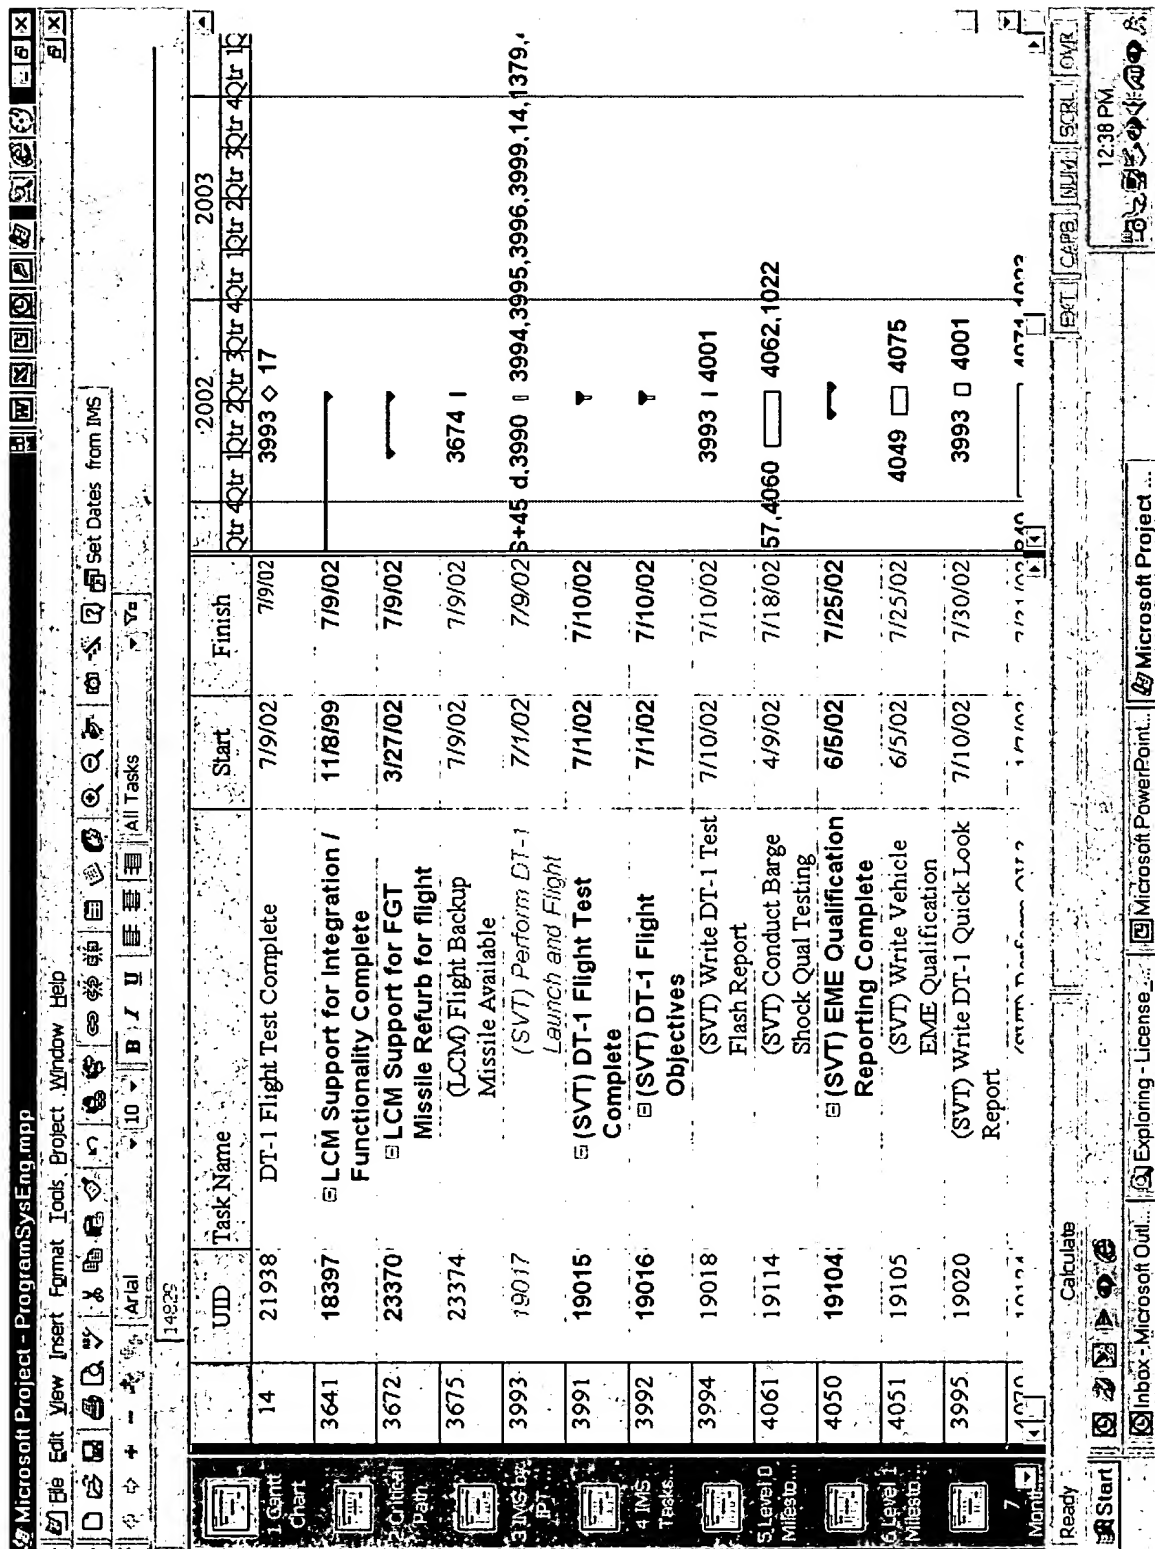 Microsoft Project - ProgramSysEng.mpp
File Edit View Insert Format Tools Project Window Help
Set Dates from IMS
Arial 10 B I U All Tasks
14829
UID Task Name Start Finish
2002 2003
Qtr 4 Qtr 1 Qtr 2 Qtr 3 Qtr 4 Qtr 1 Qtr 2 Qtr 3 Qtr 4 Qtr 1 Q
14 21938 DT-1 Flight Test Complete 7/9/02 7/9/02 3993 17
3641 18397 LCM Support for Integration / 11/8/99 7/9/02
Functionality Complete
3672 23370 LCM Support for FGT 3/27/02 7/9/02
Missile Refurb for flight
3675 23374 (LCM) Flight Backup 7/9/02 7/9/02 3674
Missile Available
3993 19017 (SVT) Perform DT-1 7/1/02 7/9/02 S+45 d,3990 3994,3995,3996,3999,14,1379,
Launch and Flight
3991 19015 (SVT) DT-1 Flight Test 7/1/02 7/10/02
Complete
3992 19016 (SVT) DT-1 Flight 7/1/02 7/10/02
Objectives
3994 19018 (SVT) Write DT-1 Test 7/10/02 7/10/02 3993 4001
Flash Report
4061 19114 (SVT) Conduct Barge 4/9/02 7/18/02 57,4060 4062,1022
Shock Qual Testing
4050 19104 (SVT) EME Qualification 6/5/02 7/25/02
Reporting Complete
4051 19105 (SVT) Write Vehicle 6/5/02 7/25/02 4049 4075
EME Qualification
3995 19020 (SVT) Write DT-1 Quick Look 7/10/02 7/30/02 3993 4001
Report
1 Gantt
Chart
2 Critical
Path
3 IMS by
IPT
4 IMS
Tasks...
5 Level 0
Milesto...
6 Level 1
Milesto...
7
Ready Calculate EXT CAPS NUM SCRL OVR
Start 12:38 PM
Inbox - Microsoft Outl... Exploring - License_... Microsoft PowerPoint... Microsoft Project ...